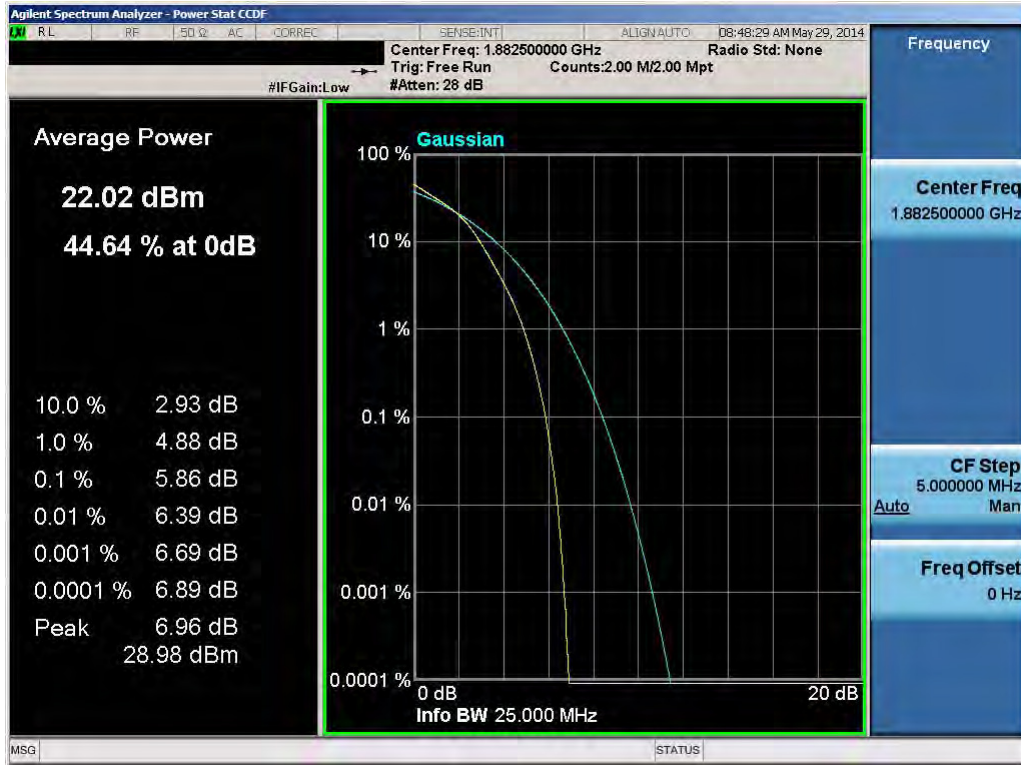 Agilent Spectrum Analyzer - Power Stat CCDF
LXI RL RF 50 Ω AC CORREC SENSE:INT ALIGN AUTO 08:48:29 AM May 29, 2014
Center Freq: 1.882500000 GHz Radio Std: None
Trig: Free Run Counts:2.00 M/2.00 Mpt
#IFGain:Low #Atten: 28 dB
Frequency
Average Power
22.02 dBm
44.64 % at 0dB
10.0 % 2.93 dB
1.0 % 4.88 dB
0.1 % 5.86 dB
0.01 % 6.39 dB
0.001 % 6.69 dB
0.0001 % 6.89 dB
Peak 6.96 dB
28.98 dBm
Gaussian
100 %
10 %
1 %
0.1 %
0.01 %
0.001 %
0.0001 %
0 dB 20 dB
Info BW 25.000 MHz
Center Freq
1.882500000 GHz
CF Step
5.000000 MHz
Auto Man
Freq Offset
0 Hz
MSG STATUS